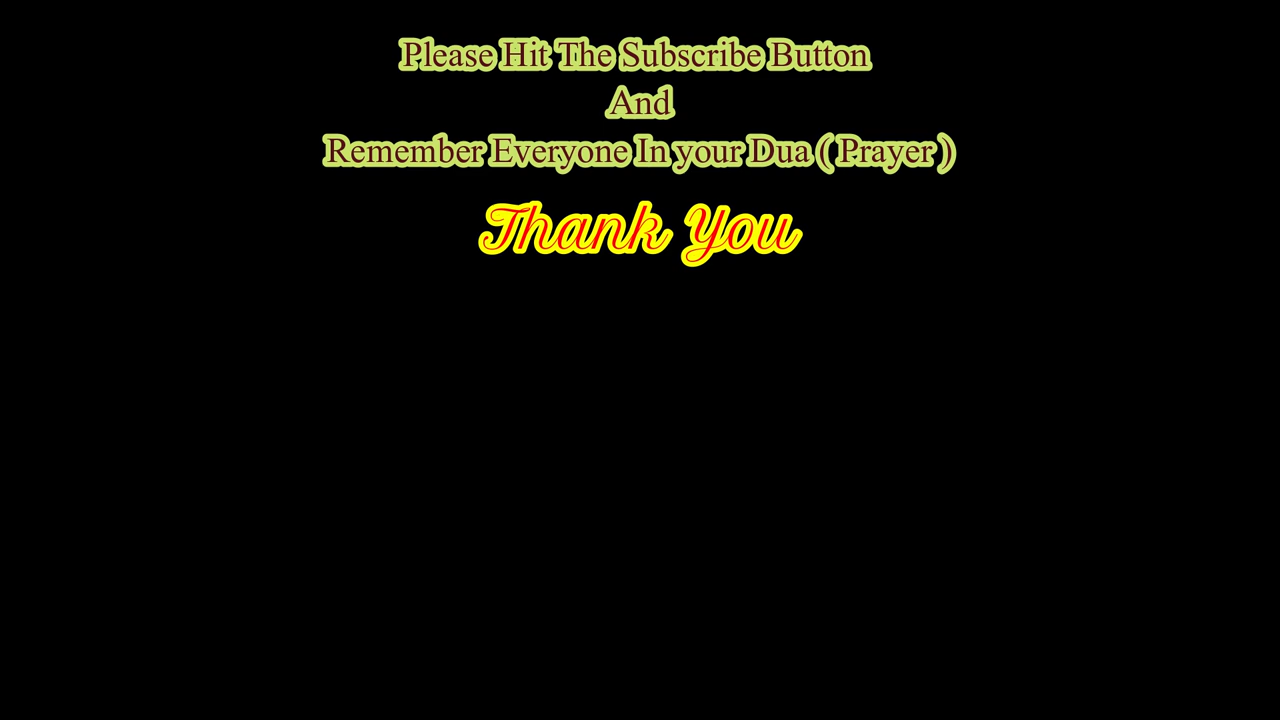 Please Hit The Subscribe Button
And
Remember Everyone In your Dua ( Prayer )
Thank You